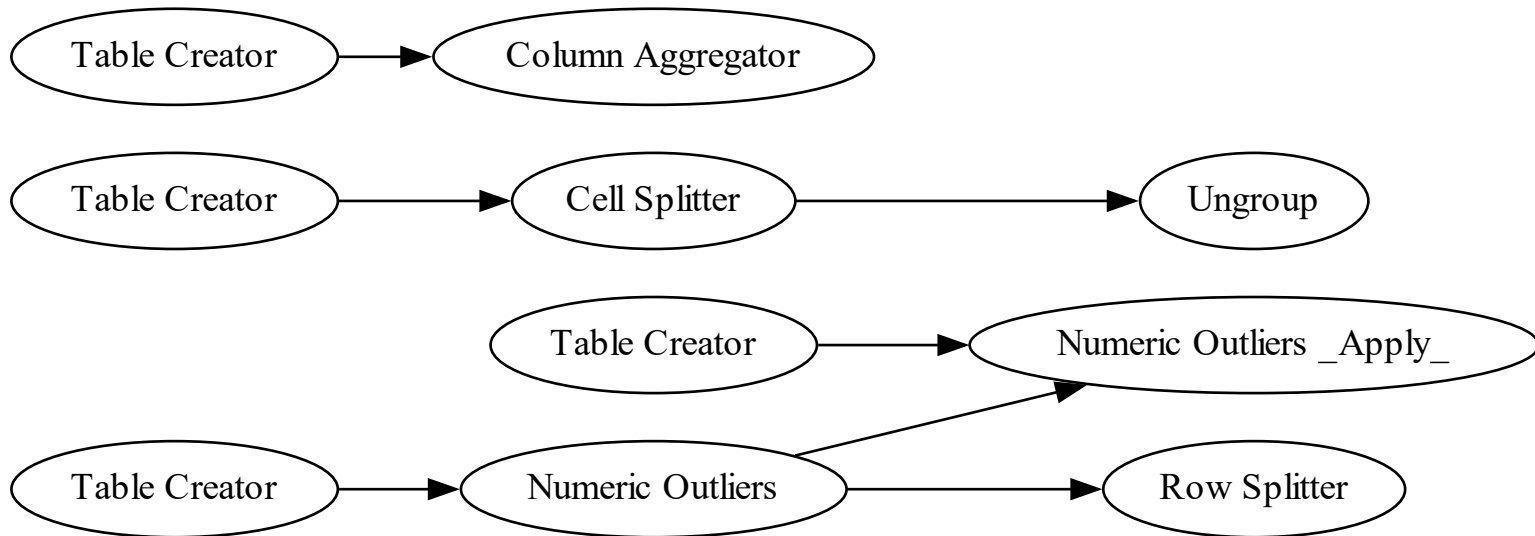 Table Creator
Column Aggregator
Table Creator
Cell Splitter
Ungroup
Table Creator
Numeric Outliers _Apply_
Table Creator
Numeric Outliers
Row Splitter